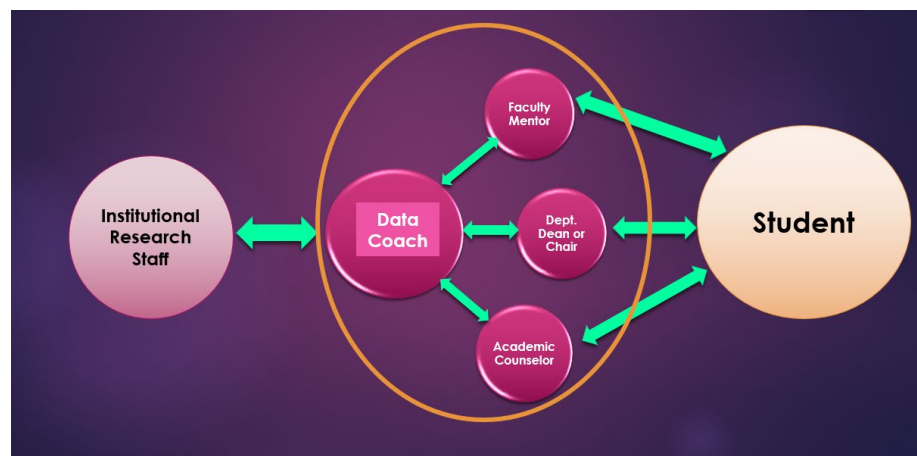 Institutional
Research
Staff
Data
Coach
Faculty
Mentor
Dept.
Dean or
Chair
Academic
Counselor
Student